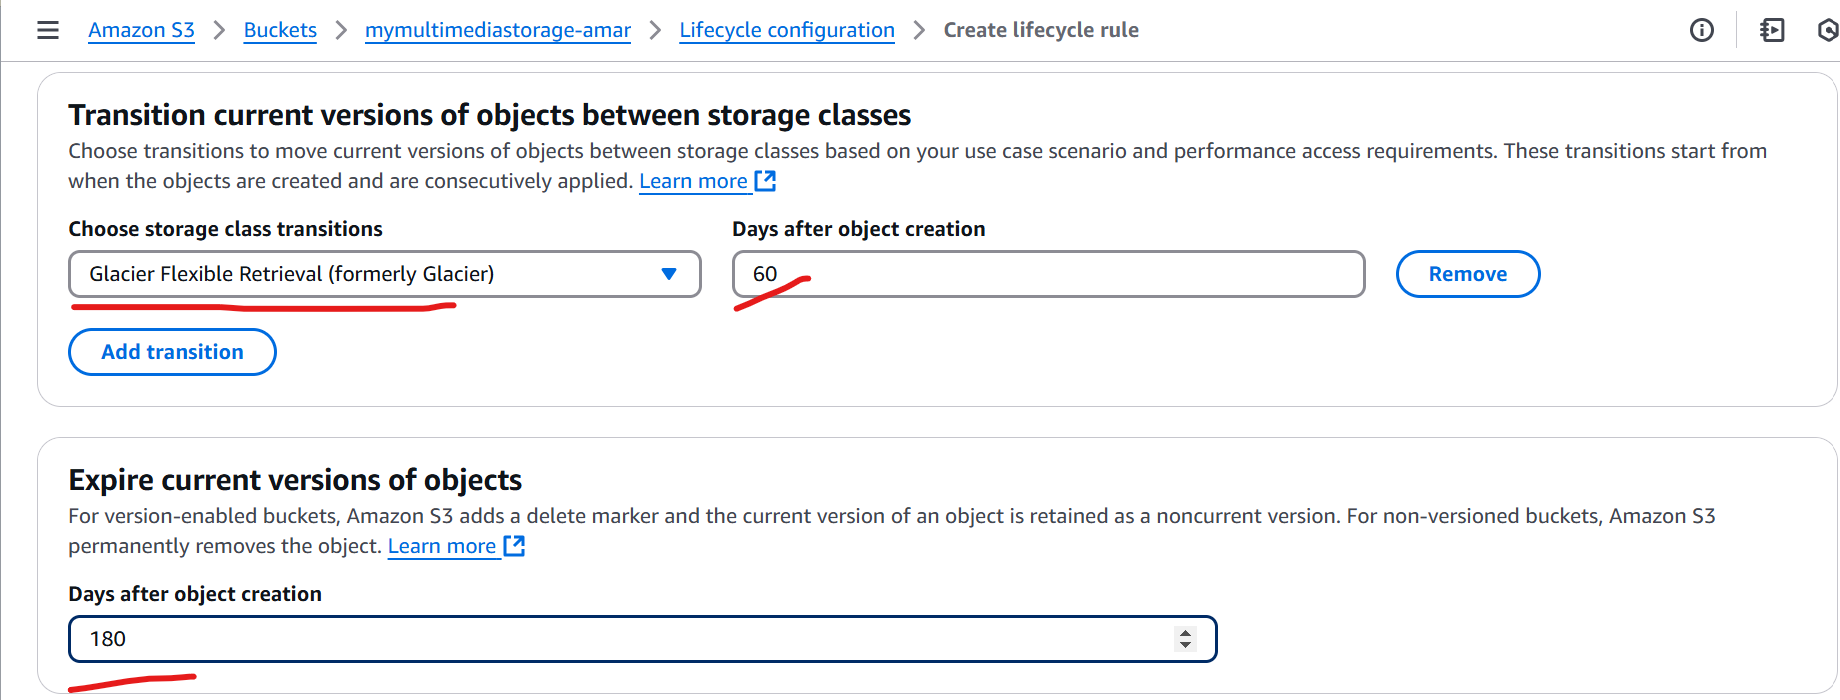 Amazon S3 > Buckets > mymultimediastorage-amar > Lifecycle configuration > Create lifecycle rule
Transition current versions of objects between storage classes
Choose transitions to move current versions of objects between storage classes based on your use case scenario and performance access requirements. These transitions start from
when the objects are created and are consecutively applied. Learn more
Choose storage class transitions
Days after object creation
Glacier Flexible Retrieval (formerly Glacier)
60
Remove
Add transition
Expire current versions of objects
For version-enabled buckets, Amazon S3 adds a delete marker and the current version of an object is retained as a noncurrent version. For non-versioned buckets, Amazon S3
permanently removes the object. Learn more
Days after object creation
180